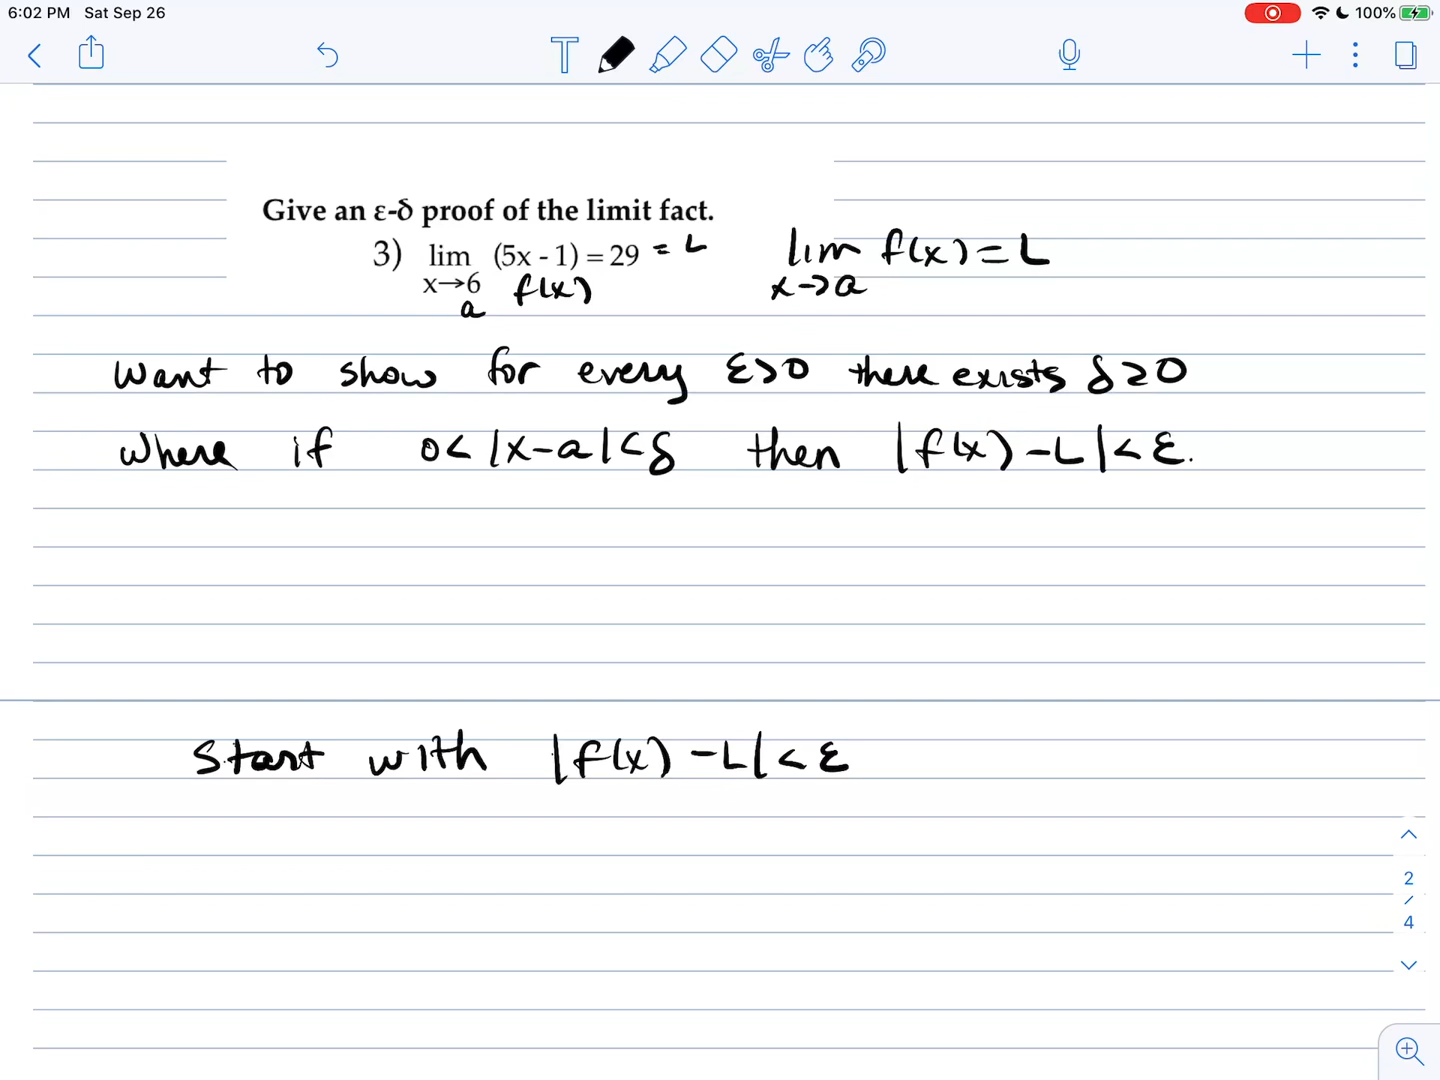 6:02 PM Sat Sep 26
100%
Give an ε-δ proof of the limit fact.
3) lim (5x - 1) = 29 = L
x→6 f(x)
a
lim f(x) = L
x→a
Want to show for every ε>0 there exists δ≥0
where if 0<|x-a|<δ then |f(x)-L|<ε.
Start with |f(x)-L|<ε
2
/
4